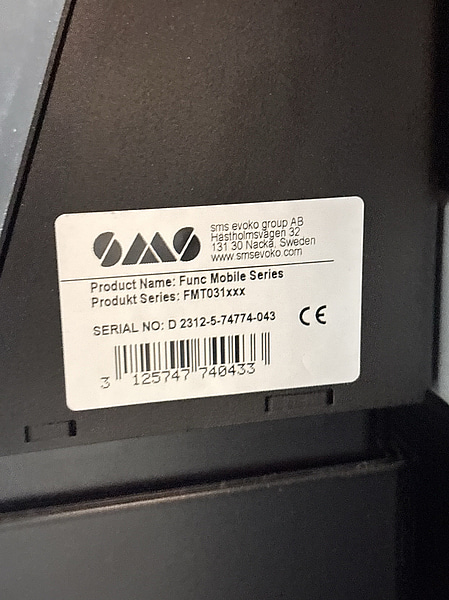 SMS
sms evoko group AB
Hästholmsvägen 32
131 30 Nacka, Sweden
www.smsevoko.com
Product Name: Func Mobile Series
Produkt Series: FMT031xxx
SERIAL NO: D 2312-5-74774-043
CE
3 125747 740433